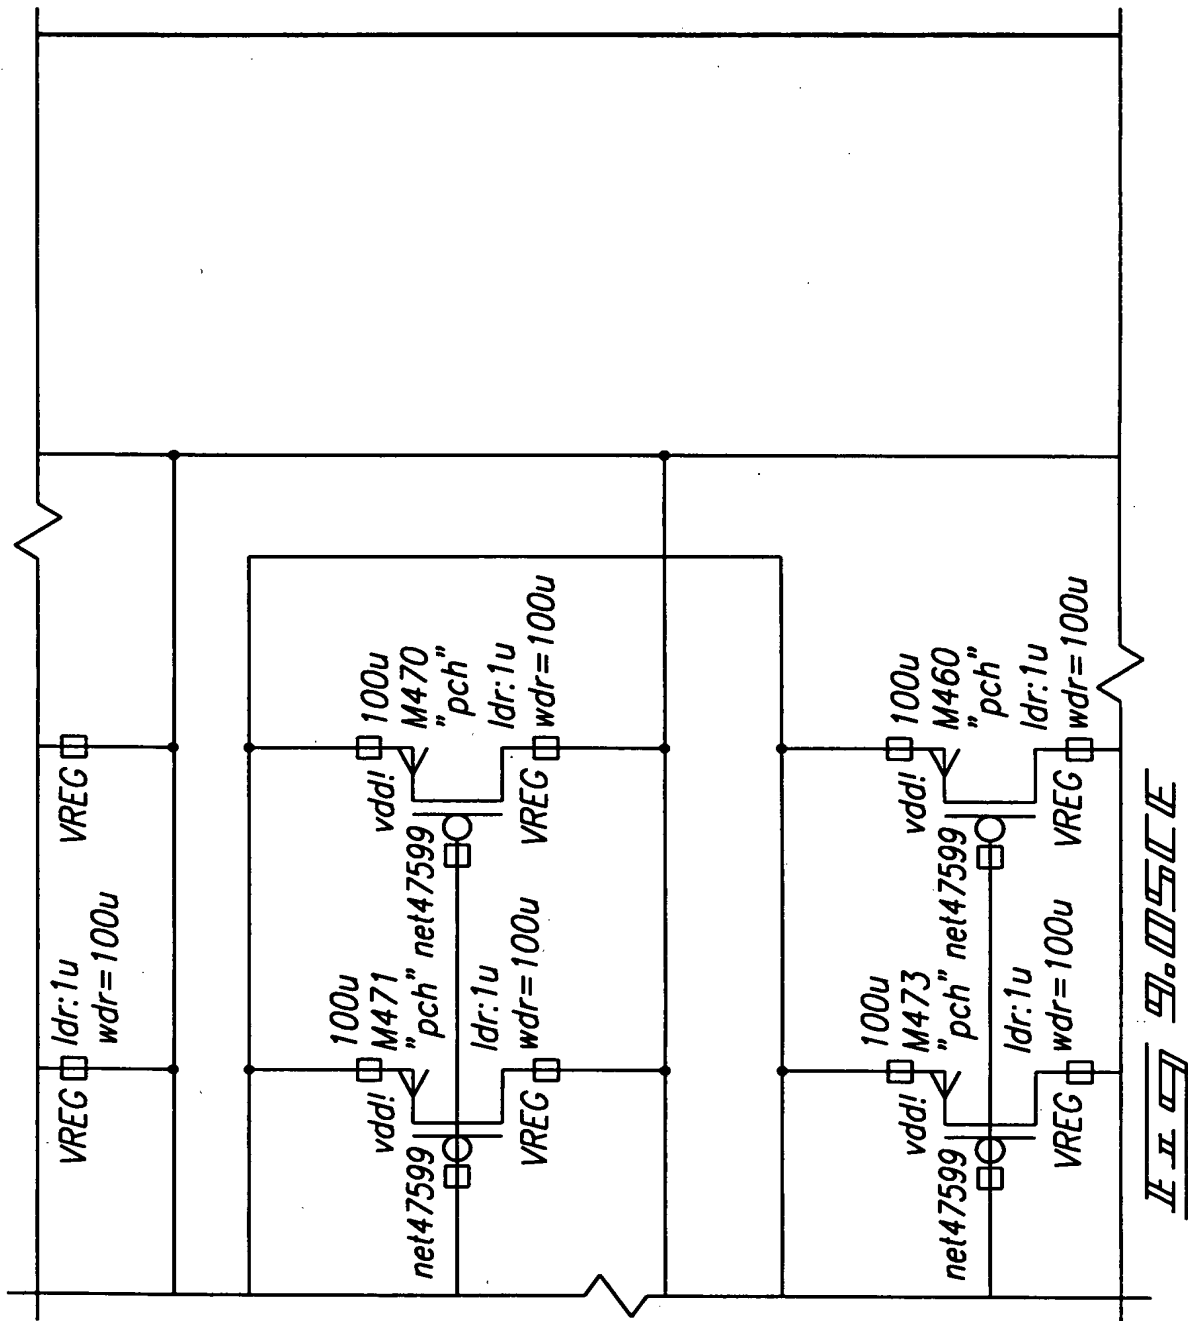 VREG
ldr:1u
wdr=100u
VREG
100u
M471
"pch"
vdd!
net47599
ldr:1u
wdr=100u
VREG
100u
M470
"pch"
vdd!
net47599
ldr:1u
wdr=100u
VREG
100u
M473
"pch"
vdd!
net47599
ldr:1u
wdr=100u
VREG
100u
M460
"pch"
vdd!
net47599
ldr:1u
wdr=100u
VREG